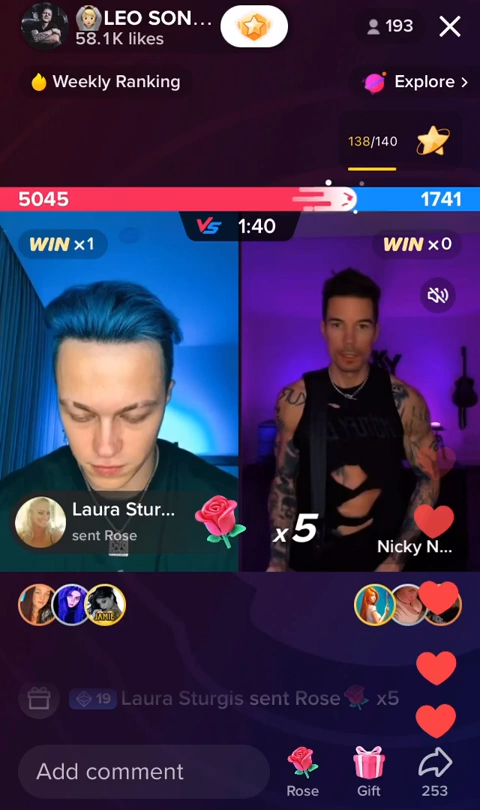 LEO SON...
58.1K likes
193
Weekly Ranking
Explore >
138/140
5045
1741
VS 1:40
WIN x1
WIN x0
Laura Stur...
sent Rose
x5
Nicky N...
JAMIE
19 Laura Sturgis sent Rose x5
Add comment
Rose
Gift
253